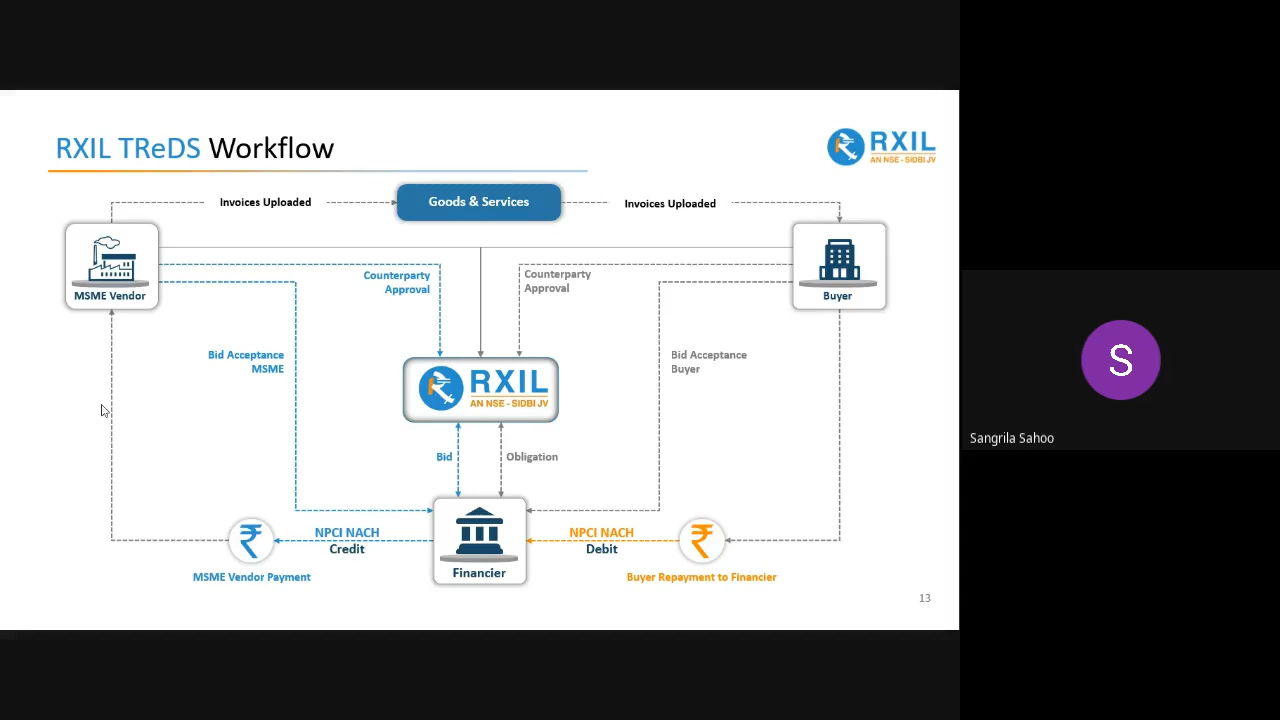 RXIL TReDS Workflow
RXIL
AN NSE - SIDBI JV
Invoices Uploaded
Goods & Services
Invoices Uploaded
MSME Vendor
Counterparty
Approval
Counterparty
Approval
Buyer
Bid Acceptance
MSME
RXIL
AN NSE - SIDBI JV
Bid Acceptance
Buyer
Bid
Obligation
₹
NPCI NACH
Credit
Financier
NPCI NACH
Debit
₹
MSME Vendor Payment
Buyer Repayment to Financier
13
S
Sangrila Sahoo